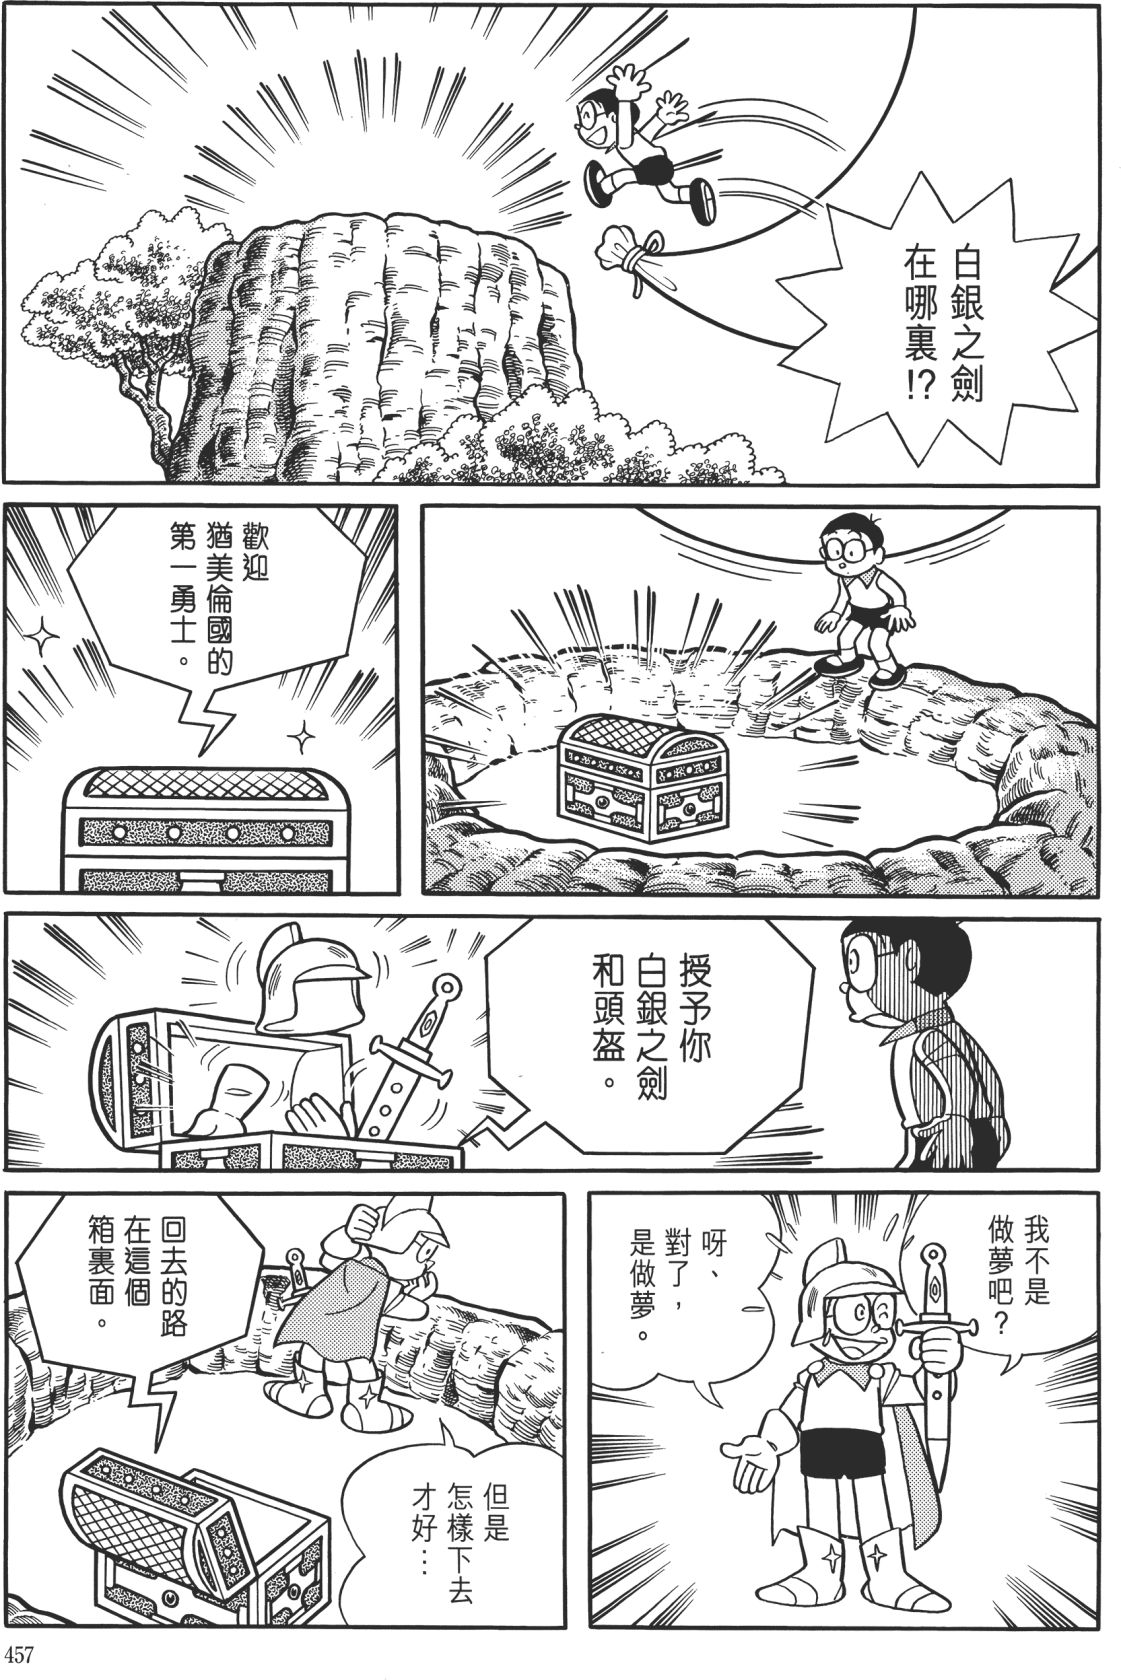 白銀之劍
在哪裏!?
歡迎
猶美倫國的
第一勇士。
授予你
白銀之劍
和頭盔。
我不是
做夢吧?
呀、
對了，
是做夢。
回去的路
在這個
箱裏面。
但是
怎樣下去
才好…
457